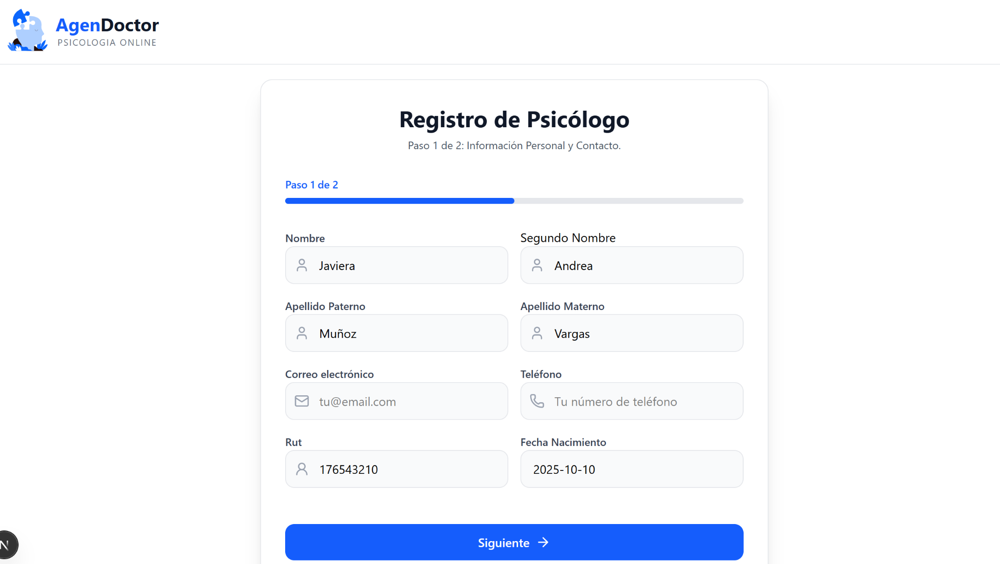 AgenDoctor
PSICOLOGIA ONLINE
Registro de Psicólogo
Paso 1 de 2: Información Personal y Contacto.
Paso 1 de 2
Nombre
Segundo Nombre
Javiera
Andrea
Apellido Paterno
Apellido Materno
Muñoz
Vargas
Correo electrónico
Teléfono
tu@email.com
Tu número de teléfono
Rut
Fecha Nacimiento
176543210
2025-10-10
Siguiente →
N